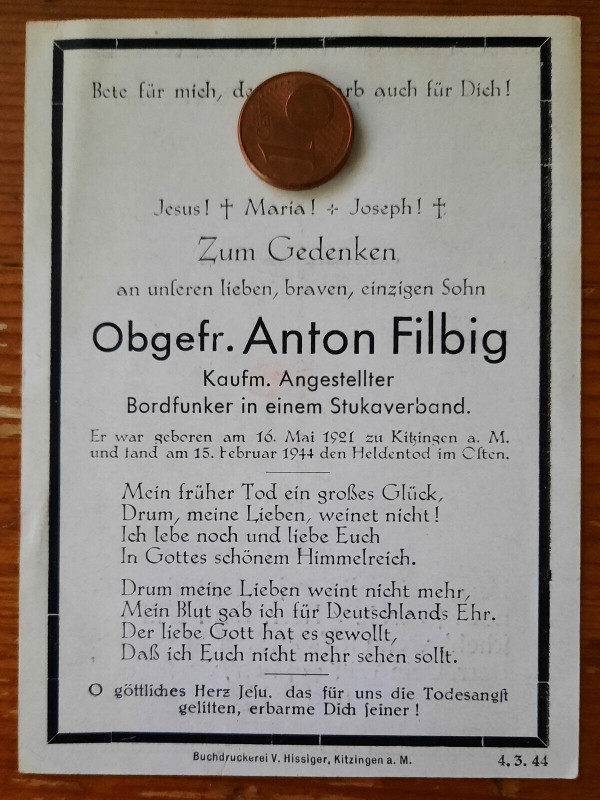 Bete für mich, auch für Dich!
1
Jesus! † Maria! ✢ Joseph! †
Zum Gedenken
an unſeren lieben, braven, einzigen Sohn
Obgefr. Anton Filbig
Kaufm. Angestellter
Bordfunker in einem Stukaverband.
Er war geboren am 16. Mai 1921 zu Kitzingen a. M.
und fand am 15. Februar 1944 den Heldentod im Oſten.
Mein früher Tod ein großes Glück,
Drum, meine Lieben, weinet nicht!
Ich lebe noch und liebe Euch
In Gottes schönem Himmelreich.
Drum meine Lieben weint nicht mehr,
Mein Blut gab ich für Deutschlands Ehr.
Der liebe Gott hat es gewollt,
Daß ich Euch nicht mehr sehen sollt.
O göttliches Herz Jeſu, das für uns die Todesangſt
gelitten, erbarme Dich ſeiner!
Buchdruckerei V. Hissiger, Kitzingen a. M.
4. 3. 44